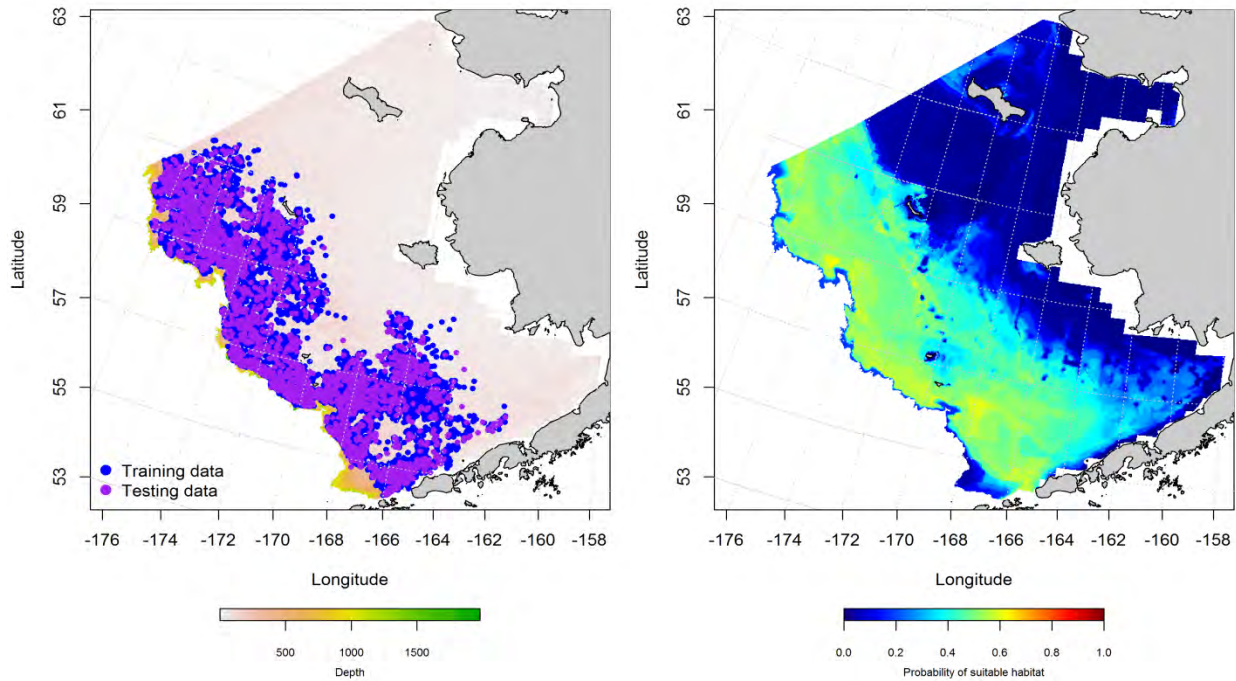 63
61
59
57
55
53
Latitude
Training data
Testing data
-176 -174 -172 -170 -168 -166 -164 -162 -160 -158
Longitude
500 1000 1500
Depth
63
61
59
57
55
53
Latitude
-176 -174 -172 -170 -168 -166 -164 -162 -160 -158
Longitude
0.0 0.2 0.4 0.6 0.8 1.0
Probability of suitable habitat